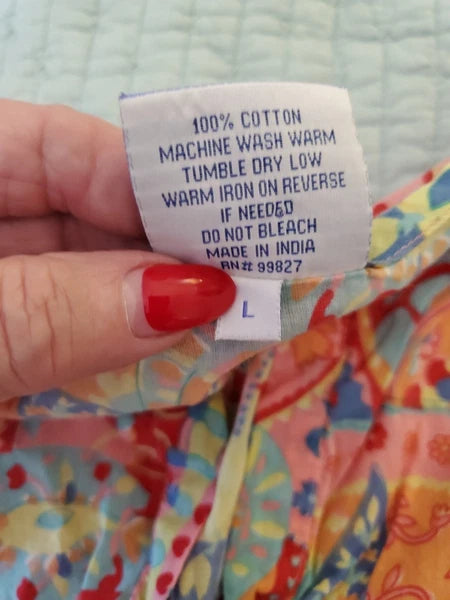 100% COTTON
MACHINE WASH WARM
TUMBLE DRY LOW
WARM IRON ON REVERSE
IF NEEDED
DO NOT BLEACH
MADE IN INDIA
RN# 99827
L